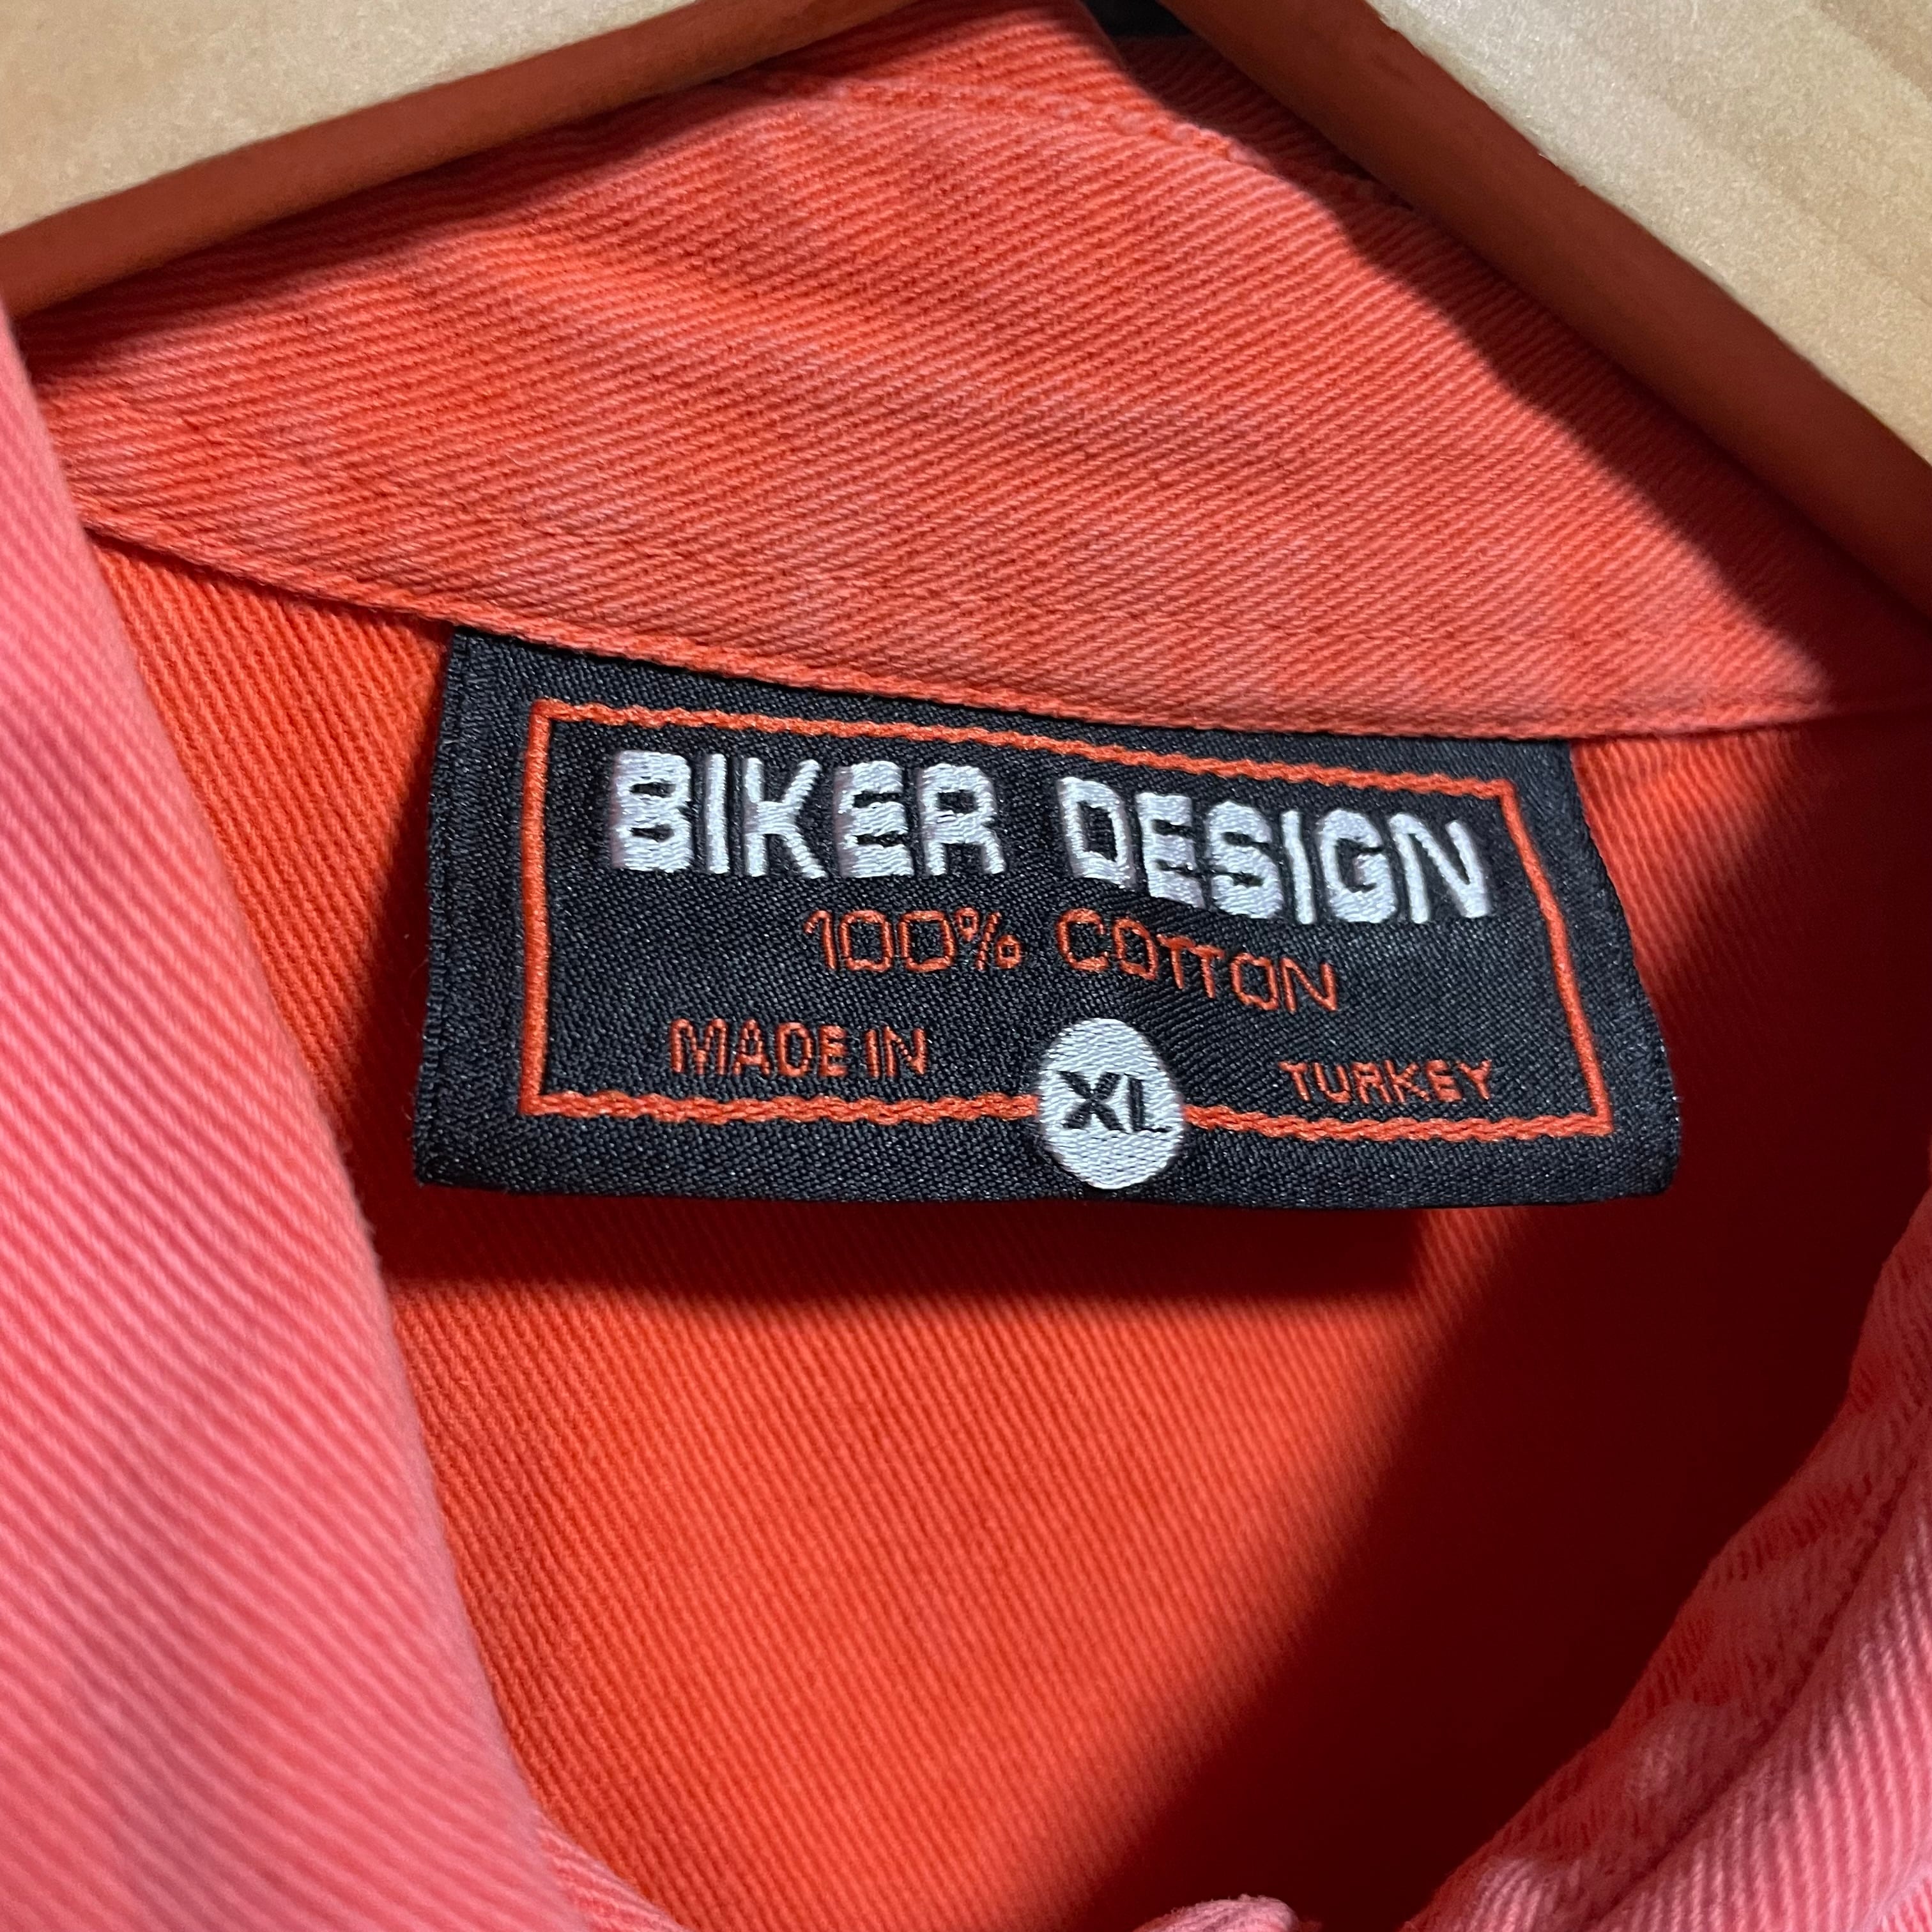 BIKER DESIGN
100% COTTON
MADE IN TURKEY
XL